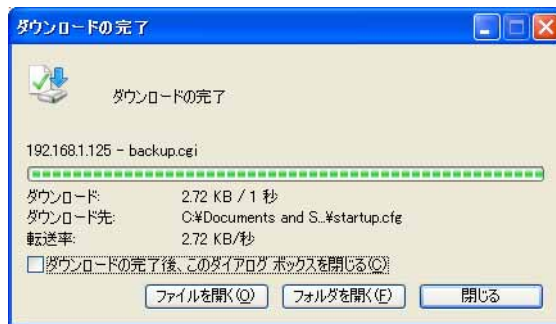 ダウンロードの完了
ダウンロードの完了
192.168.1.125 - backup.cgi
ダウンロード: 2.72 KB / 1 秒
ダウンロード先: C:¥Documents and S...¥startup.cfg
転送率: 2.72 KB/秒
ダウンロードの完了後、このダイアログ ボックスを閉じる(C)
ファイルを開く(O) フォルダを開く(F) 閉じる